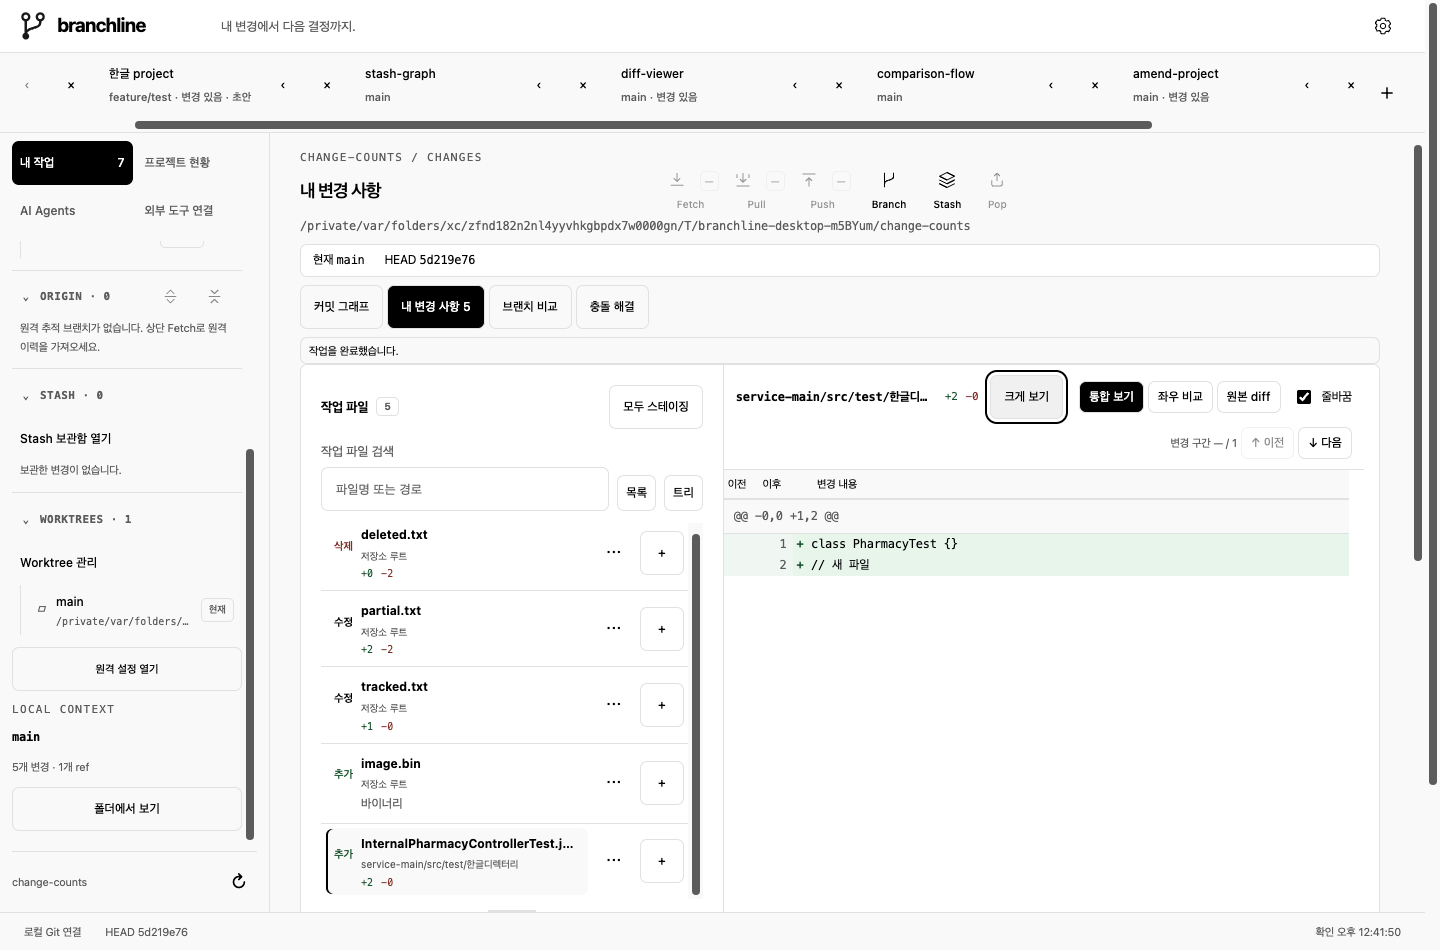 branchline
내 변경에서 다음 결정까지.
한글 project
feature/test · 변경 있음 · 초안
stash-graph
main
diff-viewer
main · 변경 있음
comparison-flow
main
amend-project
main · 변경 있음
내 작업 7
프로젝트 현황
AI Agents
외부 도구 연결
ORIGIN · 0
원격 추적 브랜치가 없습니다. 상단 Fetch로 원격
이력을 가져오세요.
STASH · 0
Stash 보관함 열기
보관한 변경이 없습니다.
WORKTREES · 1
Worktree 관리
main
/private/var/folders/…
현재
원격 설정 열기
LOCAL CONTEXT
main
5개 변경 · 1개 ref
폴더에서 보기
change-counts
CHANGE-COUNTS / CHANGES
내 변경 사항
Fetch
Pull
Push
Branch
Stash
Pop
/private/var/folders/xc/zfnd182n2nl4yyvhkgbpdx7w0000gn/T/branchline-desktop-m5BYum/change-counts
현재 main HEAD 5d219e76
커밋 그래프
내 변경 사항 5
브랜치 비교
충돌 해결
작업을 완료했습니다.
작업 파일 5
모두 스테이징
작업 파일 검색
파일명 또는 경로
목록
트리
삭제 deleted.txt
저장소 루트
+0 −2
수정 partial.txt
저장소 루트
+2 −2
수정 tracked.txt
저장소 루트
+1 −0
추가 image.bin
저장소 루트
바이너리
추가 InternalPharmacyControllerTest.j…
service-main/src/test/한글디렉터리
+2 −0
service-main/src/test/한글디… +2 −0
크게 보기
통합 보기
좌우 비교
원본 diff
줄바꿈
변경 구간 — / 1
↑ 이전
↓ 다음
이전 이후 변경 내용
@@ −0,0 +1,2 @@
1 + class PharmacyTest {}
2 + // 새 파일
로컬 Git 연결
HEAD 5d219e76
확인 오후 12:41:50